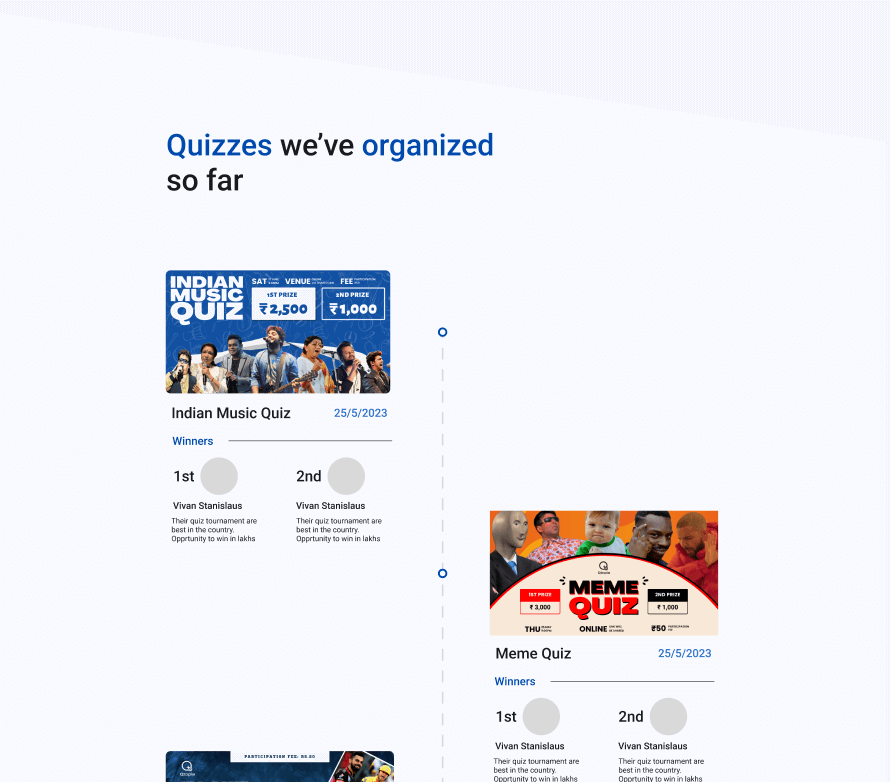 Quizzes we've organized
so far
INDIAN
MUSIC
QUIZ
SAT
VENUE
FEE
1ST PRIZE
₹2,500
2ND PRIZE
₹1,000
Indian Music Quiz
25/5/2023
Winners
1st
2nd
Vivan Stanislaus
Vivan Stanislaus
Their quiz tournament are
best in the country.
Opprtunity to win in lakhs
Their quiz tournament are
best in the country.
Opprtunity to win in lakhs
MEME
QUIZ
1ST PRIZE
₹ 3,000
2ND PRIZE
₹ 1,000
THU
ONLINE
₹50
Meme Quiz
25/5/2023
Winners
1st
2nd
Vivan Stanislaus
Vivan Stanislaus
Their quiz tournament are
best in the country.
Opprtunity to win in lakhs
Their quiz tournament are
best in the country.
Opprtunity to win in lakhs
PARTICIPATION FEE: RS.50